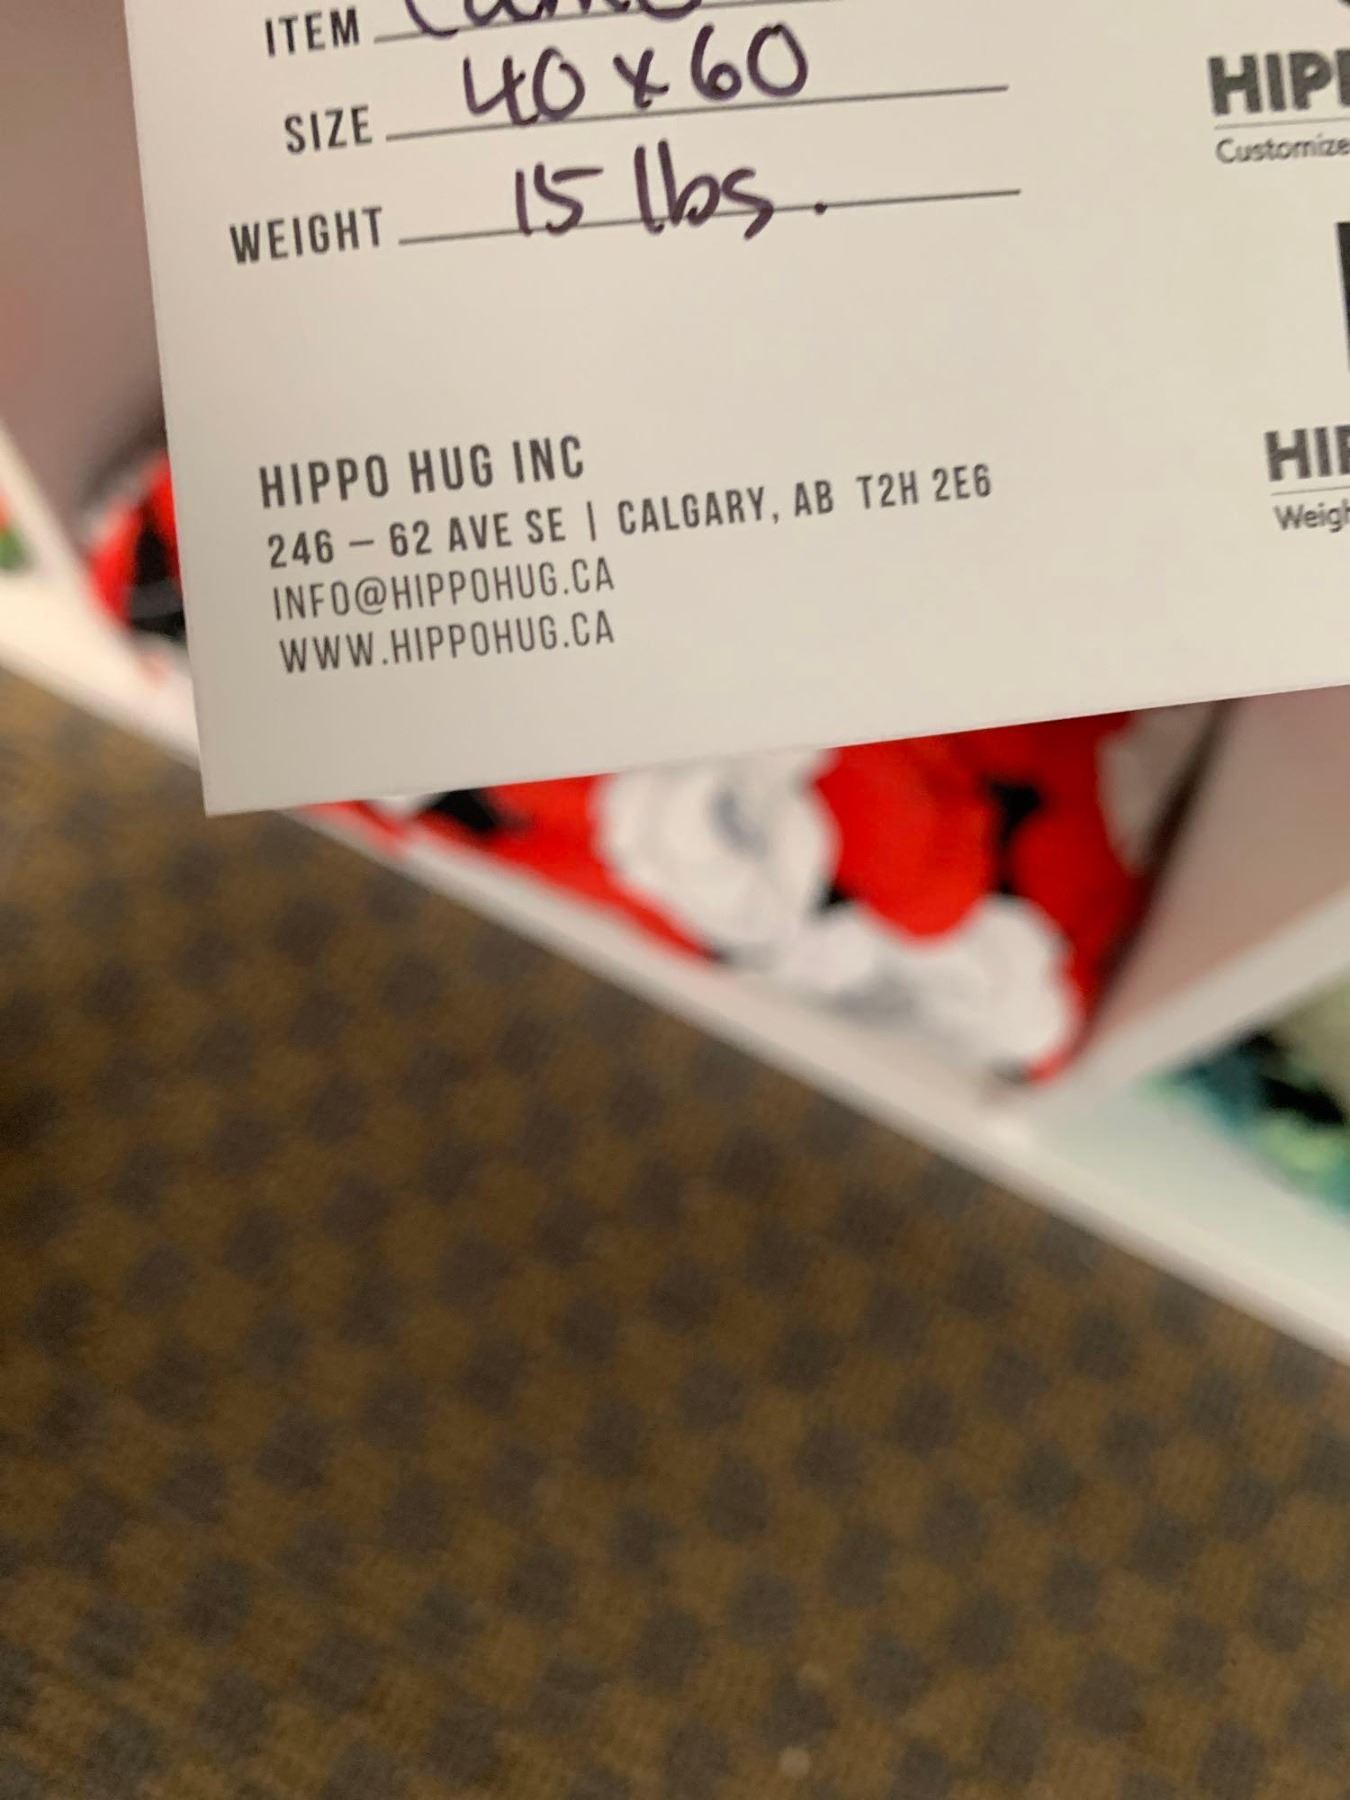 ITEM
SIZE 40 x 60
WEIGHT 15 lbs.
HIPPO HUG INC
246 – 62 AVE SE | CALGARY, AB T2H 2E6
INFO@HIPPOHUG.CA
WWW.HIPPOHUG.CA